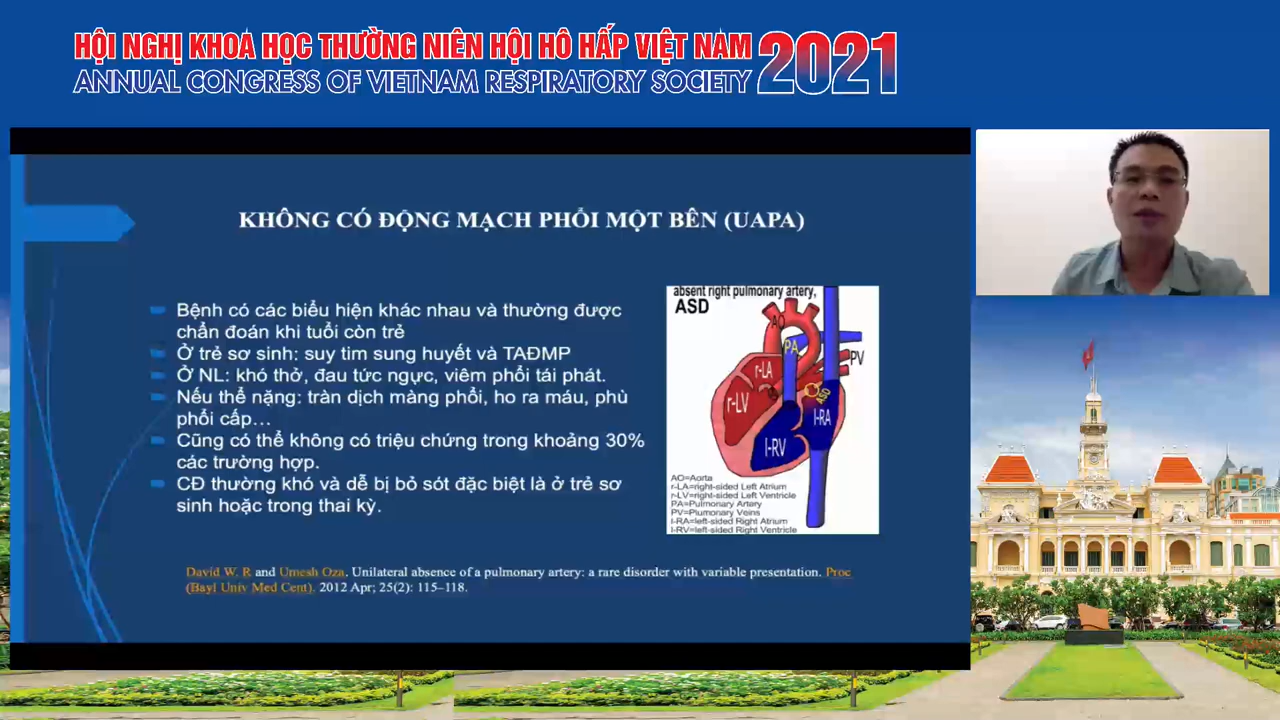 HỘI NGHỊ KHOA HỌC THƯỜNG NIÊN HỘI HÔ HẤP VIỆT NAM 2021
ANNUAL CONGRESS OF VIETNAM RESPIRATORY SOCIETY
KHÔNG CÓ ĐỘNG MẠCH PHỔI MỘT BÊN (UAPA)
Bệnh có các biểu hiện khác nhau và thường được
chẩn đoán khi tuổi còn trẻ
Ở trẻ sơ sinh: suy tim sung huyết và TAĐMP
Ở NL: khó thở, đau tức ngực, viêm phổi tái phát.
Nếu thể nặng: tràn dịch màng phổi, ho ra máu, phù
phổi cấp…
Cũng có thể không có triệu chứng trong khoảng 30%
các trường hợp.
CĐ thường khó và dễ bị bỏ sót đặc biệt là ở trẻ sơ
sinh hoặc trong thai kỳ.
absent right pulmonary artery,
ASD
AO
PA
PV
r-LA
r-LV
ASD
l-RA
l-RV
AO=Aorta
r-LA=right-sided Left Atrium
r-LV=right-sided Left Ventricle
PA=Pulmonary Artery
PV=Plumonary Veins
l-RA=left-sided Right Atrium
l-RV=left-sided Right Ventricle
David W. R and Umesh Oza. Unilateral absence of a pulmonary artery: a rare disorder with variable presentation. Proc
(Bayl Univ Med Cent). 2012 Apr; 25(2): 115–118.